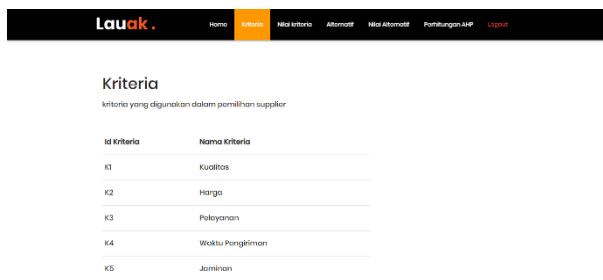 Lauak.
Home Kriteria Nilai kriteria Alternatif Nilai Alternatif Perhitungan AHP Logout
Kriteria
kriteria yang digunakan dalam pemilihan supplier
Id Kriteria Nama Kriteria
K1 Kualitas
K2 Harga
K3 Pelayanan
K4 Waktu Pengiriman
K5 Jaminan